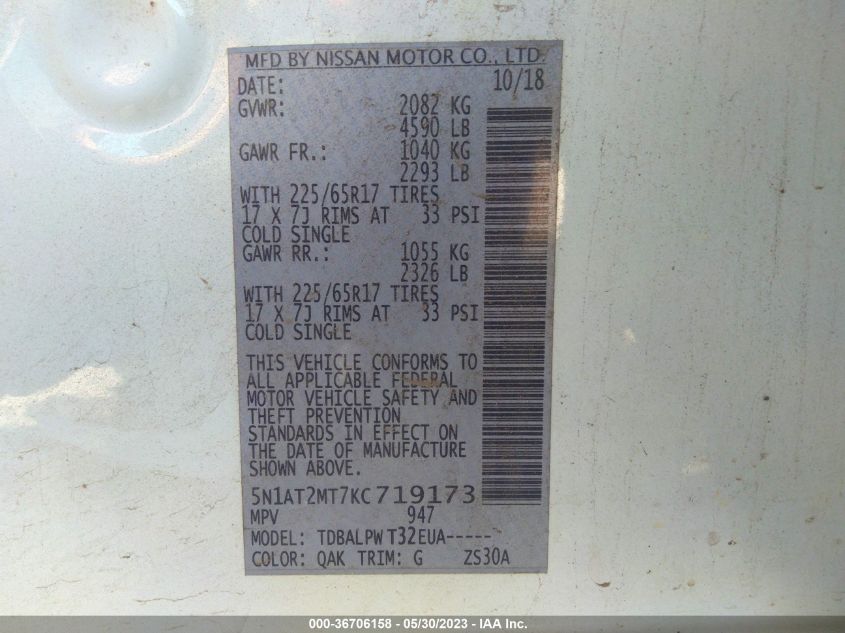 MFD BY NISSAN MOTOR CO., LTD.
DATE: 10/18
GVWR: 2082 KG
4590 LB
GAWR FR.: 1040 KG
2293 LB
WITH 225/65R17 TIRES
17 X 7J RIMS AT 33 PSI
COLD SINGLE
GAWR RR.: 1055 KG
2326 LB
WITH 225/65R17 TIRES
17 X 7J RIMS AT 33 PSI
COLD SINGLE
THIS VEHICLE CONFORMS TO
ALL APPLICABLE FEDERAL
MOTOR VEHICLE SAFETY AND
THEFT PREVENTION
STANDARDS IN EFFECT ON
THE DATE OF MANUFACTURE
SHOWN ABOVE.
5N1AT2MT7KC719173
MPV 947
MODEL: TDBALPW T32EUA-----
COLOR: QAK TRIM: G ZS30A
000-36706158 - 05/30/2023 - IAA Inc.